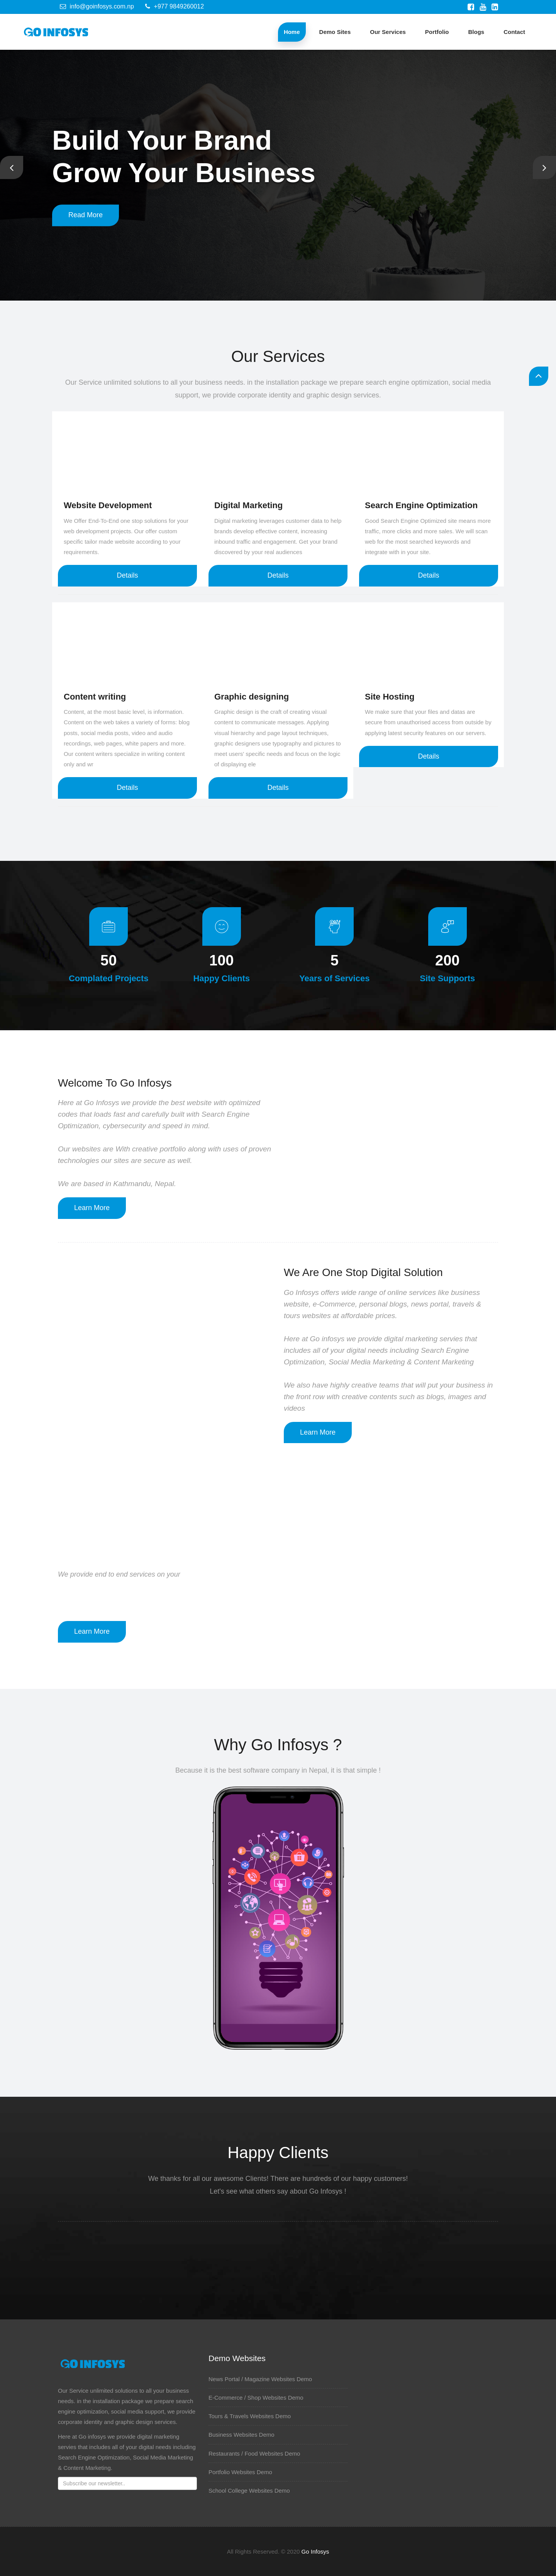 info@goinfosys.com.np +977 9849260012
GO INFOSYS
Home Demo Sites Our Services Portfolio Blogs Contact
Build Your Brand
Grow Your Business
Read More
Our Services
Our Service unlimited solutions to all your business needs. in the installation package we prepare search engine optimization, social media
support, we provide corporate identity and graphic design services.
Website Development
We Offer End-To-End one stop solutions for your
web development projects. Our offer custom
specific tailor made website according to your
requirements.
Details
Digital Marketing
Digital marketing leverages customer data to help
brands develop effective content, increasing
inbound traffic and engagement. Get your brand
discovered by your real audiences
Details
Search Engine Optimization
Good Search Engine Optimized site means more
traffic, more clicks and more sales. We will scan
web for the most searched keywords and
integrate with in your site.
Details
Content writing
Content, at the most basic level, is information.
Content on the web takes a variety of forms: blog
posts, social media posts, video and audio
recordings, web pages, white papers and more.
Our content writers specialize in writing content
only and wr
Details
Graphic designing
Graphic design is the craft of creating visual
content to communicate messages. Applying
visual hierarchy and page layout techniques,
graphic designers use typography and pictures to
meet users' specific needs and focus on the logic
of displaying ele
Details
Site Hosting
We make sure that your files and datas are
secure from unauthorised access from outside by
applying latest security features on our servers.
Details
50
Complated Projects
100
Happy Clients
5
Years of Services
200
Site Supports
Welcome To Go Infosys
Here at Go Infosys we provide the best website with optimized
codes that loads fast and carefully built with Search Engine
Optimization, cybersecurity and speed in mind.
Our websites are With creative portfolio along with uses of proven
technologies our sites are secure as well.
We are based in Kathmandu, Nepal.
Learn More
We Are One Stop Digital Solution
Go Infosys offers wide range of online services like business
website, e-Commerce, personal blogs, news portal, travels &
tours websites at affordable prices.
Here at Go infosys we provide digital marketing servies that
includes all of your digital needs including Search Engine
Optimization, Social Media Marketing & Content Marketing
We also have highly creative teams that will put your business in
the front row with creative contents such as blogs, images and
videos
Learn More
We provide end to end services on your
Learn More
Why Go Infosys ?
Because it is the best software company in Nepal, it is that simple !
Happy Clients
We thanks for all our awesome Clients! There are hundreds of our happy customers!
Let's see what others say about Go Infosys !
GO INFOSYS
Our Service unlimited solutions to all your business
needs. in the installation package we prepare search
engine optimization, social media support, we provide
corporate identity and graphic design services.
Here at Go infosys we provide digital marketing
servies that includes all of your digital needs including
Search Engine Optimization, Social Media Marketing
& Content Marketing.
Subscribe our newsletter..
Demo Websites
News Portal / Magazine Websites Demo
E-Commerce / Shop Websites Demo
Tours & Travels Websites Demo
Business Websites Demo
Restaurants / Food Websites Demo
Portfolio Websites Demo
School College Websites Demo
All Rights Reserved. © 2020 Go Infosys